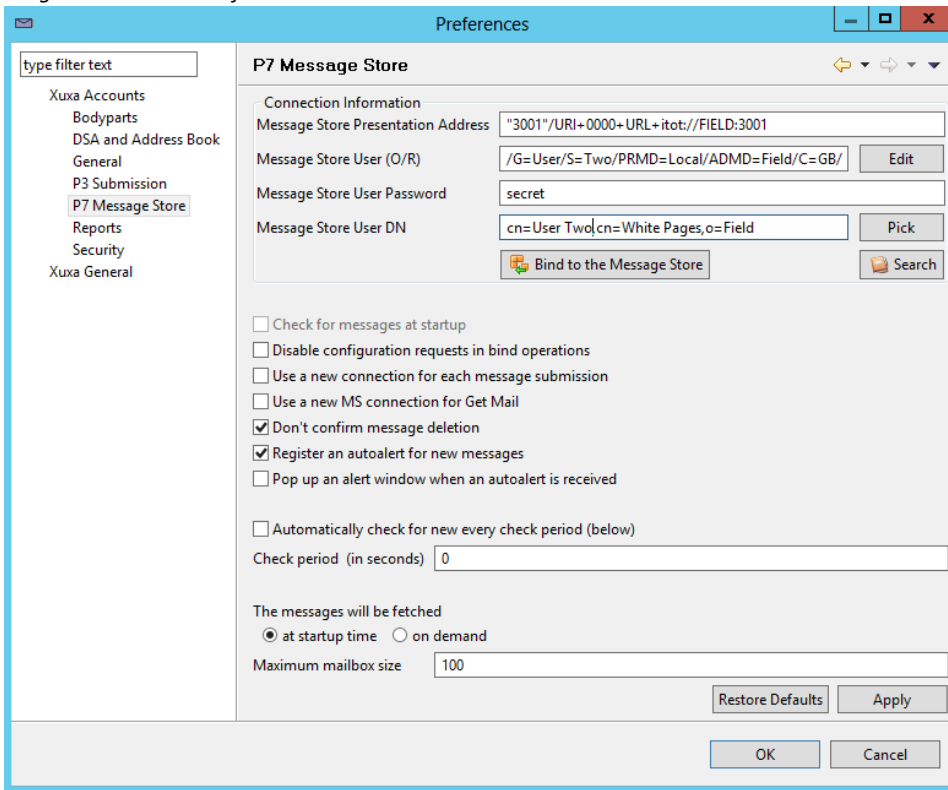 Preferences
type filter text
P7 Message Store
Xuxa Accounts
Bodyparts
DSA and Address Book
General
P3 Submission
P7 Message Store
Reports
Security
Xuxa General
Connection Information
Message Store Presentation Address "3001"/URI+0000+URL+itot://FIELD:3001
Message Store User (O/R) /G=User/S=Two/PRMD=Local/ADMD=Field/C=GB/ Edit
Message Store User Password secret
Message Store User DN cn=User Two,cn=White Pages,o=Field Pick
Bind to the Message Store Search
Check for messages at startup
Disable configuration requests in bind operations
Use a new connection for each message submission
Use a new MS connection for Get Mail
Don't confirm message deletion
Register an autoalert for new messages
Pop up an alert window when an autoalert is received
Automatically check for new every check period (below)
Check period (in seconds) 0
The messages will be fetched
at startup time on demand
Maximum mailbox size 100
Restore Defaults Apply
OK Cancel